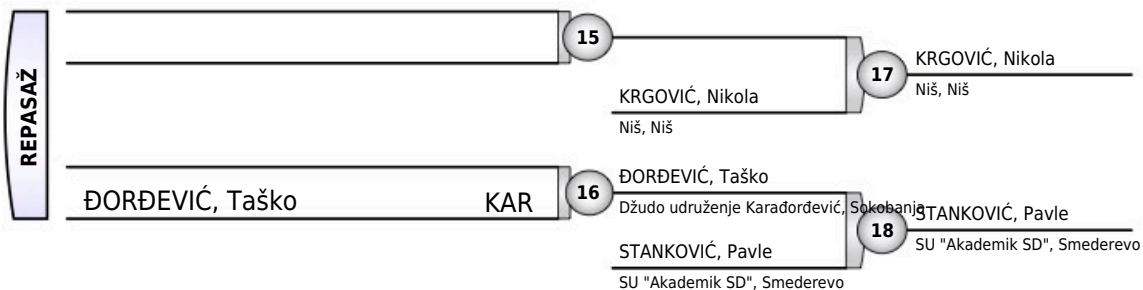 REPASAŽ
15
KRGOVIĆ, Nikola
Niš, Niš
17
KRGOVIĆ, Nikola
Niš, Niš
ĐORĐEVIĆ, Taško KAR
16
ĐORĐEVIĆ, Taško
Džudo udruženje Karađorđević, Sokobanja
STANKOVIĆ, Pavle
SU "Akademik SD", Smederevo
18
STANKOVIĆ, Pavle
SU "Akademik SD", Smederevo